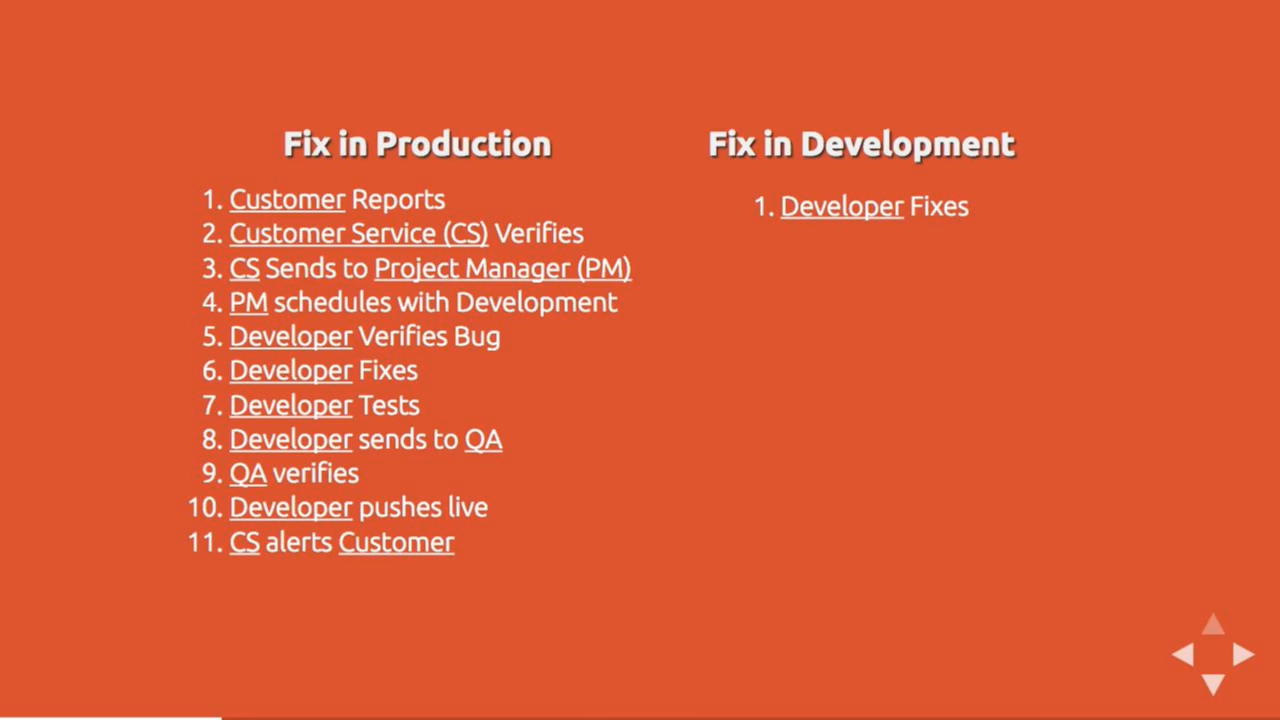 Fix in Production
1. Customer Reports
2. Customer Service (CS) Verifies
3. CS Sends to Project Manager (PM)
4. PM schedules with Development
5. Developer Verifies Bug
6. Developer Fixes
7. Developer Tests
8. Developer sends to QA
9. QA verifies
10. Developer pushes live
11. CS alerts Customer
Fix in Development
1. Developer Fixes